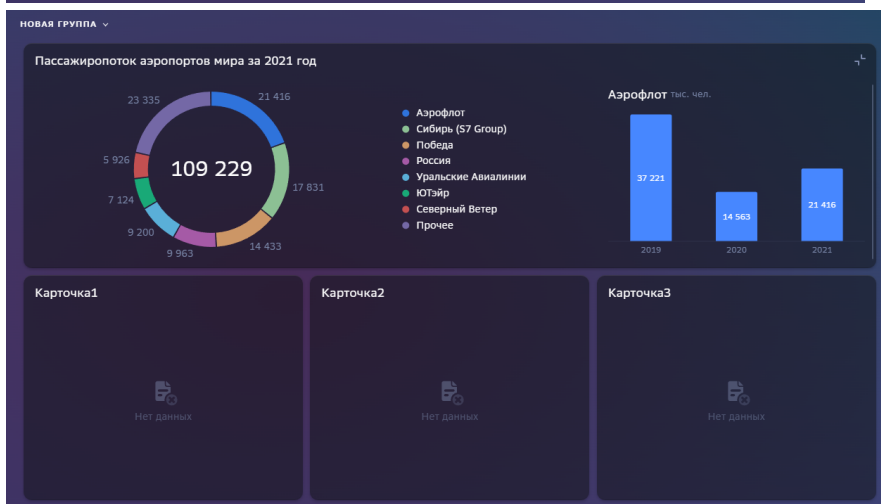 НОВАЯ ГРУППА
Пассажиропоток аэропортов мира за 2021 год
23 335
21 416
5 926
109 229
17 831
7 124
9 200
14 433
9 963
Аэрофлот
Сибирь (S7 Group)
Победа
Россия
Уральские Авиалинии
ЮТэйр
Северный Ветер
Прочее
Аэрофлот тыс. чел.
37 221
14 563
21 416
2019 2020 2021
Карточка1
Карточка2
Карточка3
Нет данных
Нет данных
Нет данных